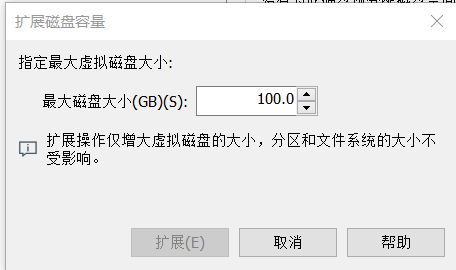 扩展磁盘容量
指定最大虚拟磁盘大小:
最大磁盘大小(GB)(S):
100.0
扩展操作仅增大虚拟磁盘的大小，分区和文件系统的大小不
受影响。
扩展(E)
取消
帮助